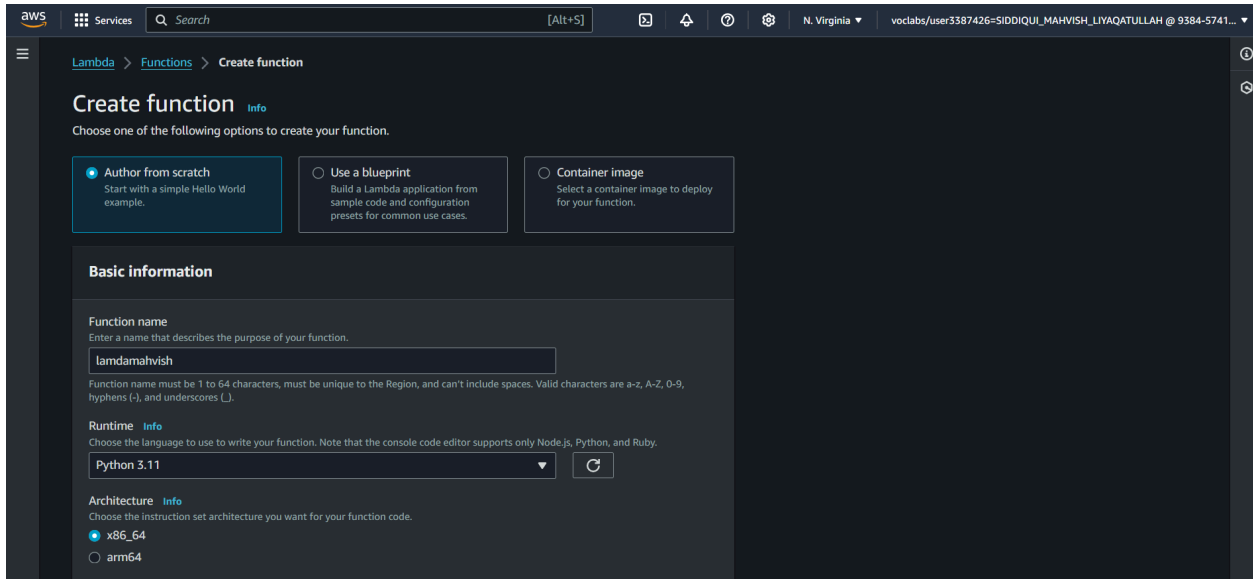 aws Services Search [Alt+S] N. Virginia ▼ voclabs/user3387426=SIDDIQUI_MAHVISH_LIYAQATULLAH @ 9384-5741... ▼
Lambda > Functions > Create function
Create function Info
Choose one of the following options to create your function.
Author from scratch
Start with a simple Hello World
example.
Use a blueprint
Build a Lambda application from
sample code and configuration
presets for common use cases.
Container image
Select a container image to deploy
for your function.
Basic information
Function name
Enter a name that describes the purpose of your function.
lamdamahvish
Function name must be 1 to 64 characters, must be unique to the Region, and can't include spaces. Valid characters are a-z, A-Z, 0-9,
hyphens (-), and underscores (_).
Runtime Info
Choose the language to use to write your function. Note that the console code editor supports only Node.js, Python, and Ruby.
Python 3.11
Architecture Info
Choose the instruction set architecture you want for your function code.
x86_64
arm64